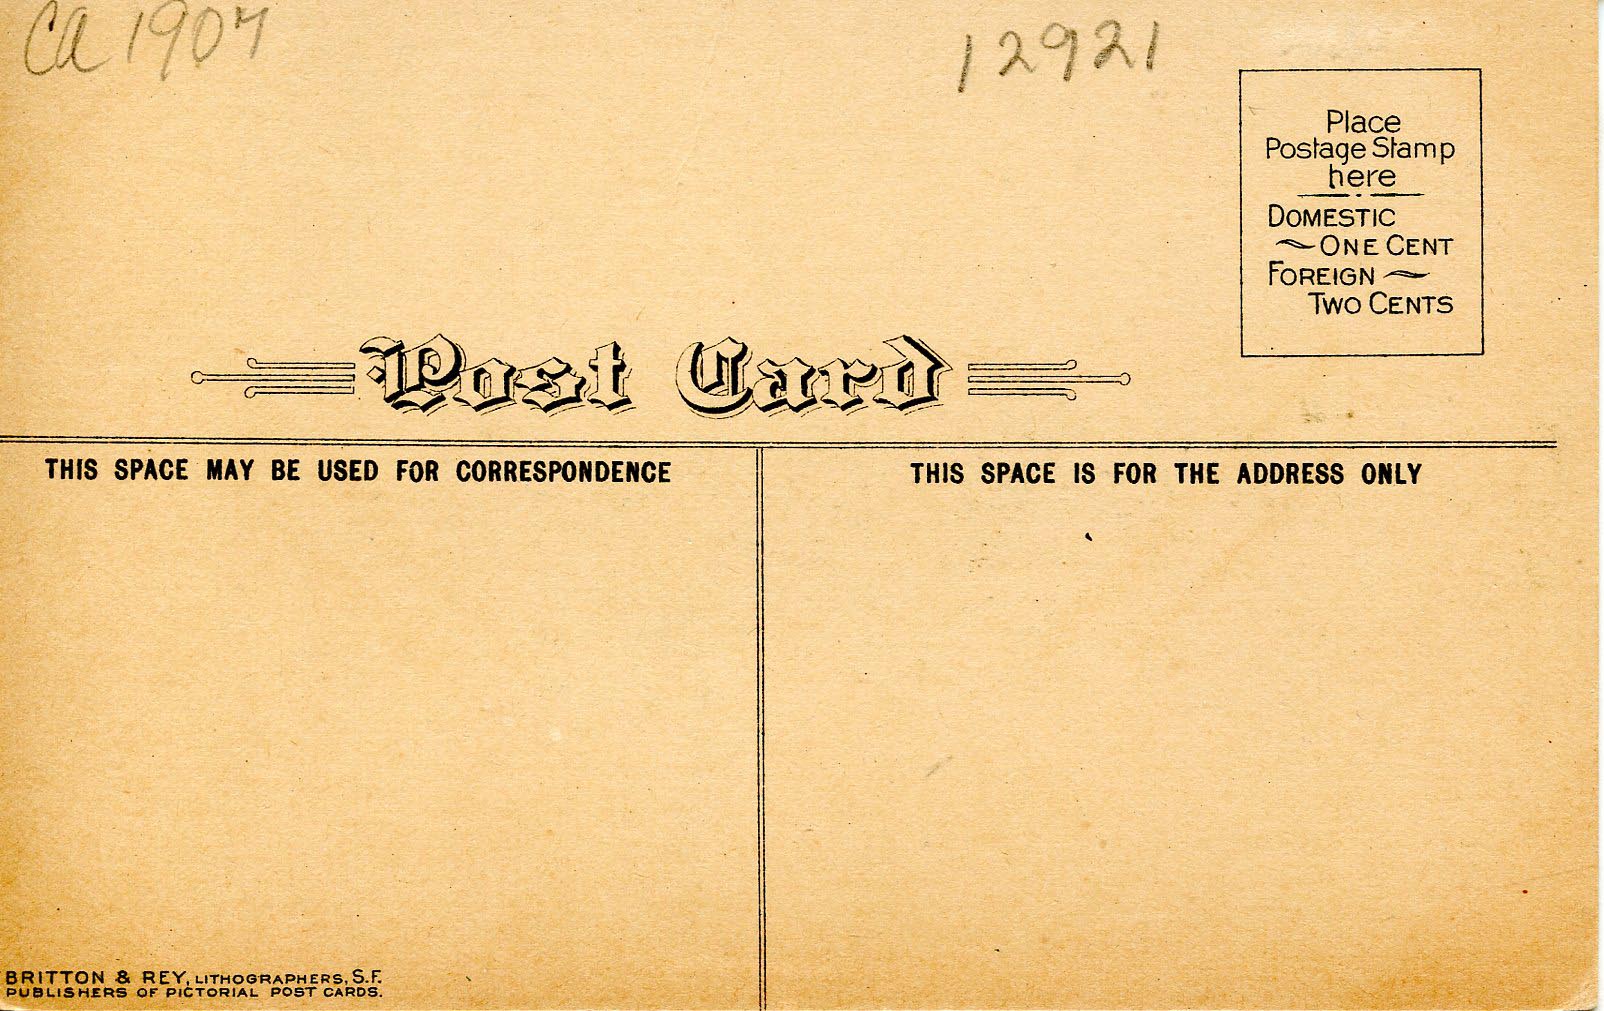 Ca 1907
12921
Place
Postage Stamp
here
DOMESTIC
ONE CENT
FOREIGN
TWO CENTS
Post Card
THIS SPACE MAY BE USED FOR CORRESPONDENCE
THIS SPACE IS FOR THE ADDRESS ONLY
BRITTON & REY, LITHOGRAPHERS, S.F.
PUBLISHERS OF PICTORIAL POST CARDS.